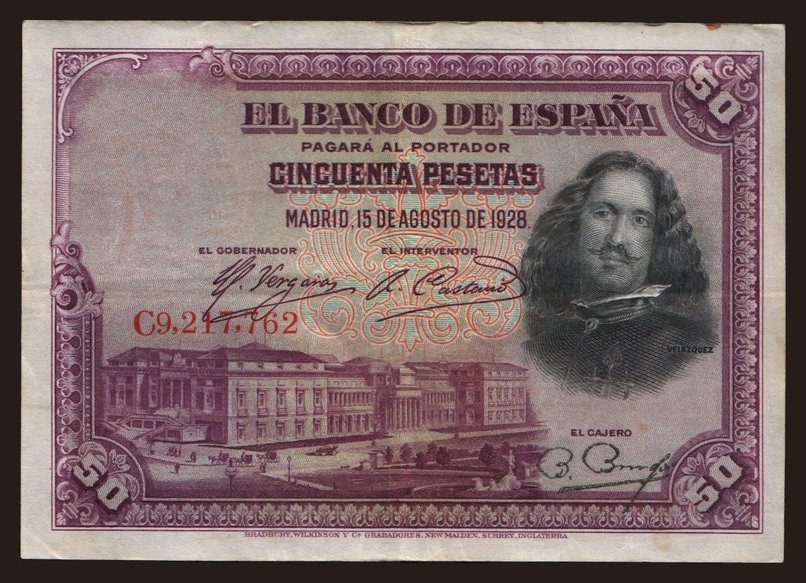 50
EL BANCO DE ESPAÑA
PAGARÁ AL PORTADOR
CINCUENTA PESETAS
MADRID, 15 DE AGOSTO DE 1928.
EL GOBERNADOR EL INTERVENTOR
C9,217,762
VELAZQUEZ
EL CAJERO
50 50
BRADBURY, WILKINSON Y Cª GRABADORES, NEW MALDEN, SURREY, INGLATERRA